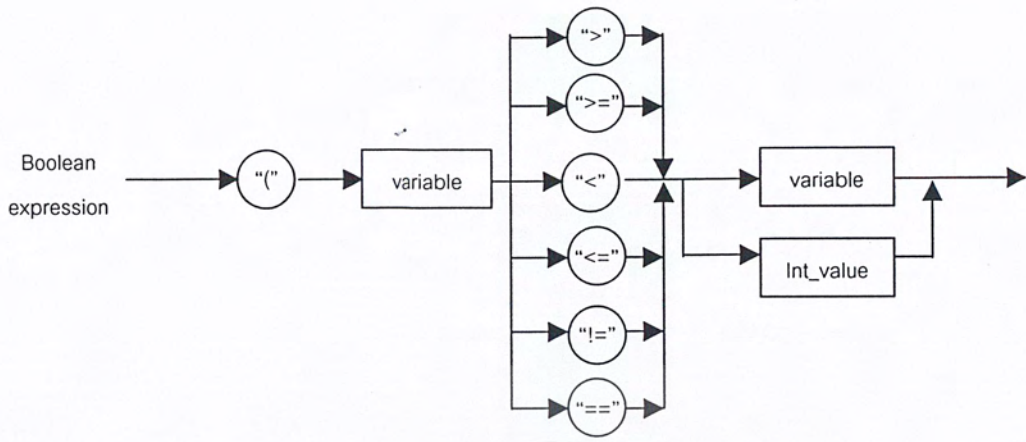 Boolean
expression
“(”
variable
“>”
“>=”
“<”
“<=”
“!=”
“==”
variable
Int_value